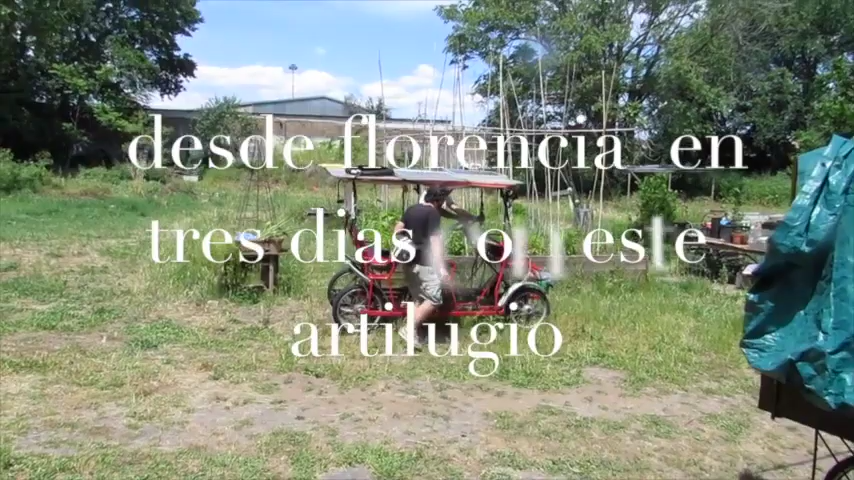 desde florencia en
tres dias este
artilugio